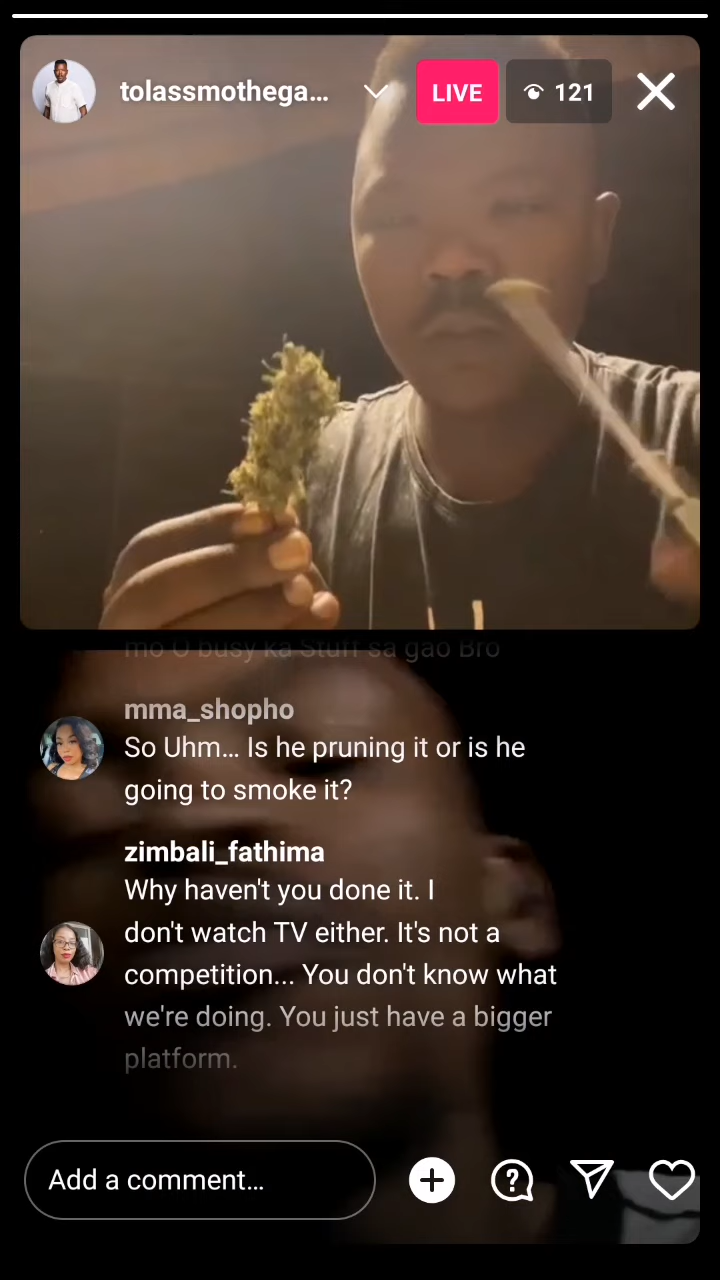 tolassmothega...
LIVE
121
mo O busy ka Stuff sa gao Bro
mma_shopho
So Uhm... Is he pruning it or is he
going to smoke it?
zimbali_fathima
Why haven't you done it. I
don't watch TV either. It's not a
competition... You don't know what
we're doing. You just have a bigger
platform.
Add a comment...